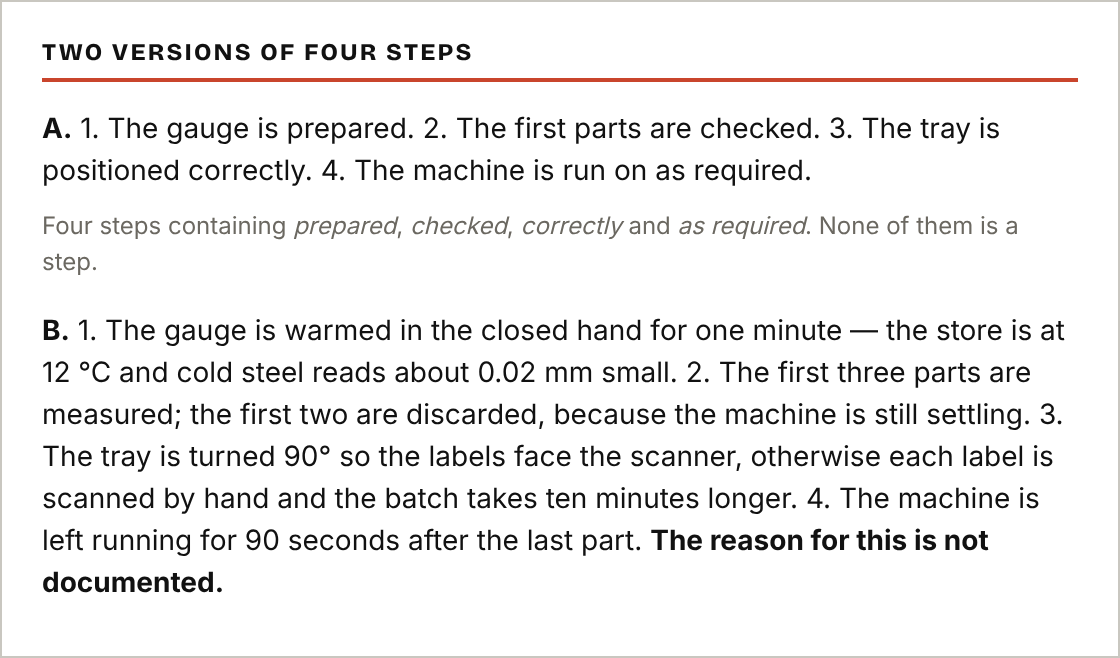 TWO VERSIONS OF FOUR STEPS
A. 1. The gauge is prepared. 2. The first parts are checked. 3. The tray is
positioned correctly. 4. The machine is run on as required.
Four steps containing prepared, checked, correctly and as required. None of them is a
step.
B. 1. The gauge is warmed in the closed hand for one minute — the store is at
12 °C and cold steel reads about 0.02 mm small. 2. The first three parts are
measured; the first two are discarded, because the machine is still settling. 3.
The tray is turned 90° so the labels face the scanner, otherwise each label is
scanned by hand and the batch takes ten minutes longer. 4. The machine is
left running for 90 seconds after the last part. The reason for this is not
documented.